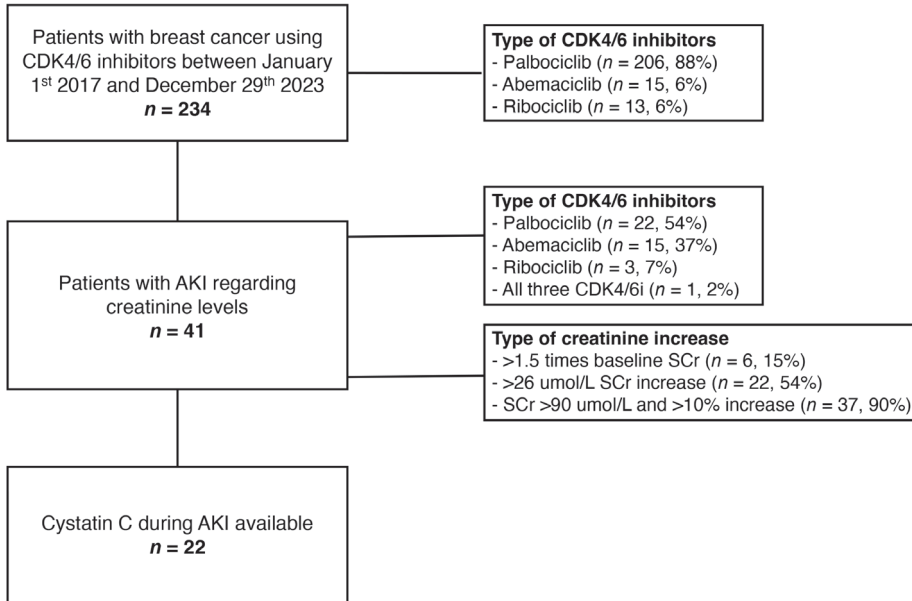 Patients with breast cancer using
CDK4/6 inhibitors between January
1st 2017 and December 29th 2023
n = 234
Type of CDK4/6 inhibitors
- Palbociclib (n = 206, 88%)
- Abemaciclib (n = 15, 6%)
- Ribociclib (n = 13, 6%)
Patients with AKI regarding
creatinine levels
n = 41
Type of CDK4/6 inhibitors
- Palbociclib (n = 22, 54%)
- Abemaciclib (n = 15, 37%)
- Ribociclib (n = 3, 7%)
- All three CDK4/6i (n = 1, 2%)
Type of creatinine increase
- >1.5 times baseline SCr (n = 6, 15%)
- >26 umol/L SCr increase (n = 22, 54%)
- SCr >90 umol/L and >10% increase (n = 37, 90%)
Cystatin C during AKI available
n = 22